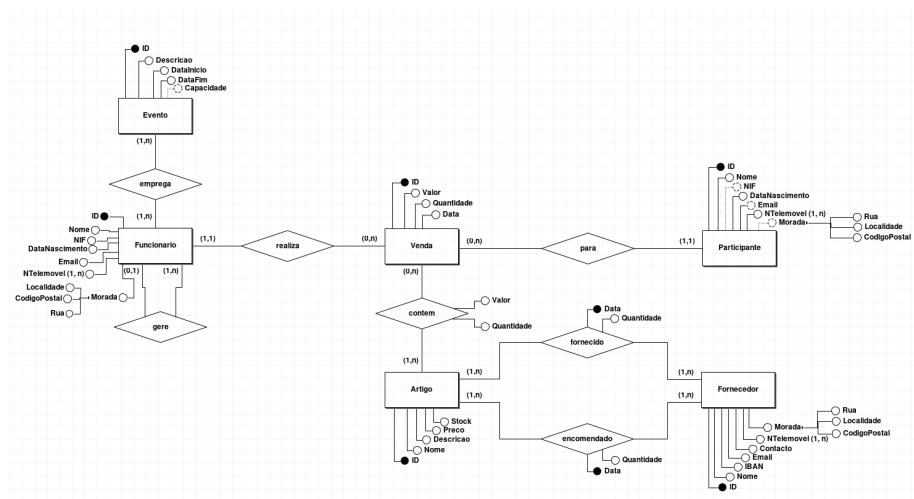 ID
Descricao
DataInicio
DataFim
Capacidade
Evento
(1,n)
emprega
(1,n)
ID
Nome
NIF
DataNascimento
Email
NTelemovel (1, n)
Funcionario
(0,1)
(1,n)
Localidade
CodigoPostal
Morada
Rua
gere
(1,1)
realiza
(0,n)
ID
Valor
Quantidade
Data
Venda
(0,n)
(0,n)
para
(1,1)
ID
Nome
NIF
DataNascimento
Email
NTelemovel (1, n)
Morada
Rua
Localidade
CodigoPostal
Participante
contem
Valor
Quantidade
(1,n)
Artigo
Stock
Preco
Descricao
Nome
ID
(1,n)
Data
Quantidade
fornecido
(1,n)
(1,n)
encomendado
Quantidade
Data
(1,n)
Fornecedor
Morada
Rua
Localidade
CodigoPostal
NTelemovel (1, n)
Contacto
Email
IBAN
Nome
ID